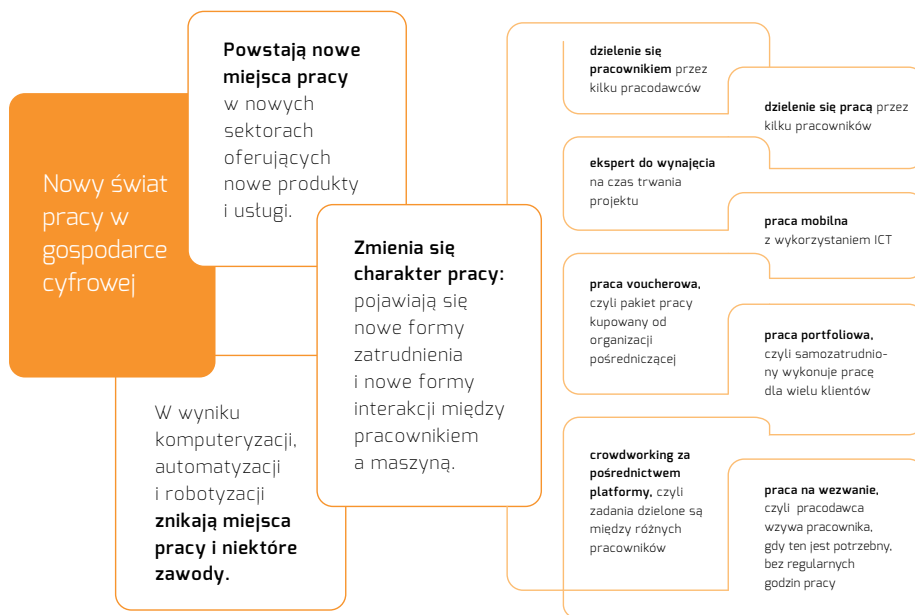 Nowy świat
pracy w
gospodarce
cyfrowej
Powstają nowe
miejsca pracy
w nowych
sektorach
oferujących
nowe produkty
i usługi.
Zmienia się
charakter pracy:
pojawiają się
nowe formy
zatrudnienia
i nowe formy
interakcji między
pracownikiem
a maszyną.
W wyniku
komputeryzacji,
automatyzacji
i robotyzacji
znikają miejsca
pracy i niektóre
zawody.
dzielenie się
pracownikiem przez
kilku pracodawców
dzielenie się pracą przez
kilku pracowników
ekspert do wynajęcia
na czas trwania
projektu
praca mobilna
z wykorzystaniem ICT
praca voucherowa,
czyli pakiet pracy
kupowany od
organizacji
pośredniczącej
praca portfoliowa,
czyli samozatrudnio-
ny wykonuje pracę
dla wielu klientów
crowdworking za
pośrednictwem
platformy, czyli
zadania dzielone są
między różnych
pracowników
praca na wezwanie,
czyli pracodawca
wzywa pracownika,
gdy ten jest potrzebny,
bez regularnych
godzin pracy